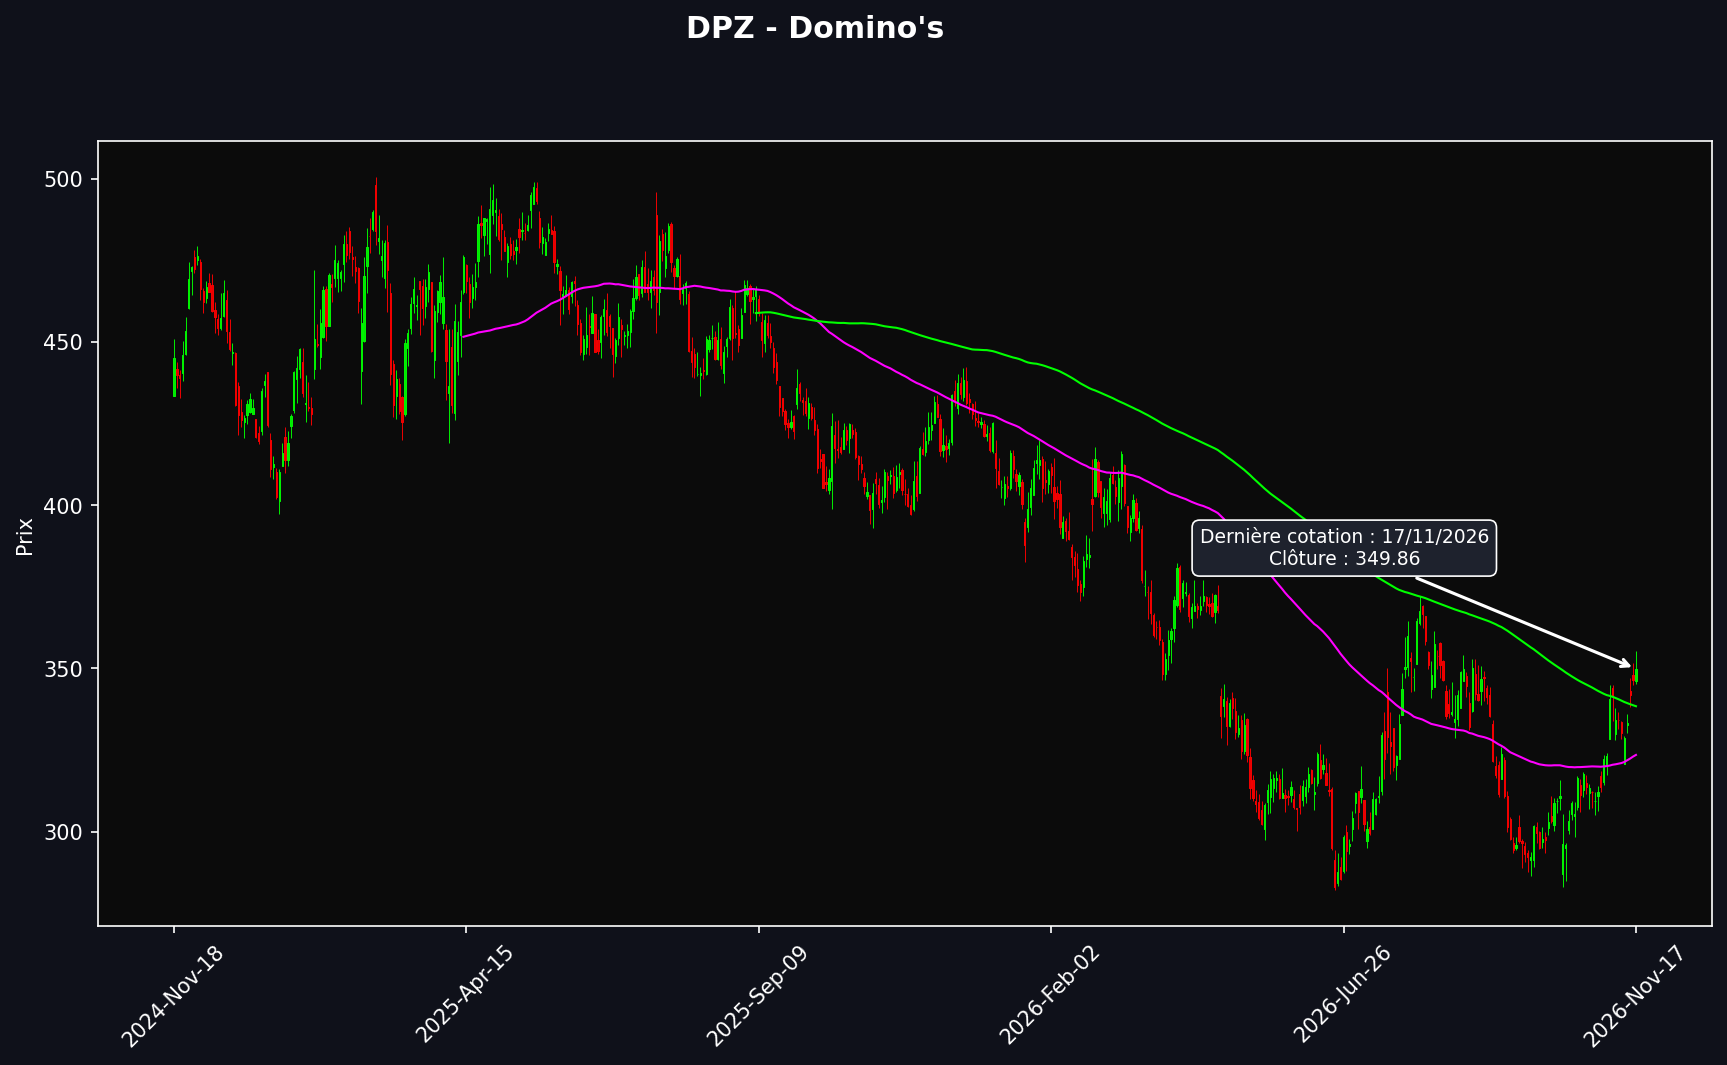 DPZ - Domino's
Prix
500
450
400
350
300
Dernière cotation : 17/11/2026
Clôture : 349.86
2024-Nov-18
2025-Apr-15
2025-Sep-09
2026-Feb-02
2026-Jun-26
2026-Nov-17